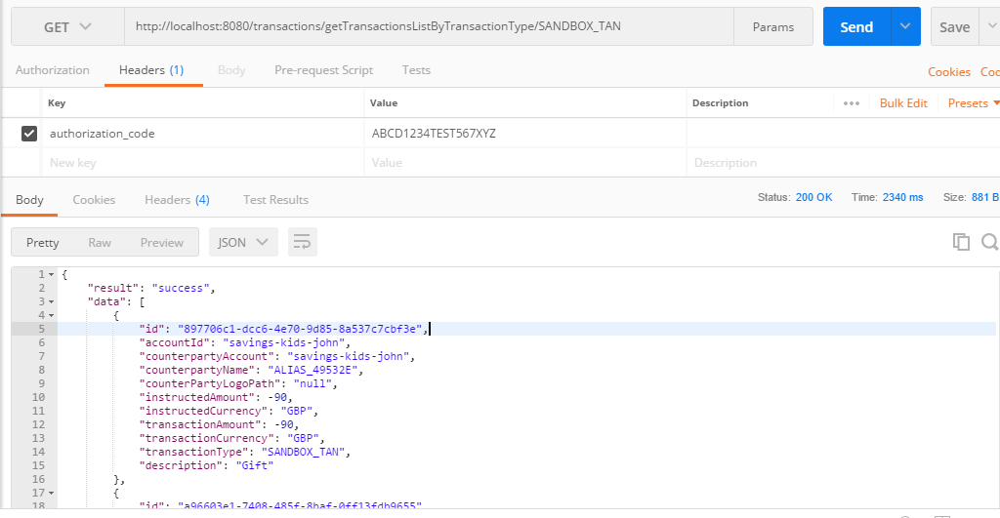 GET http://localhost:8080/transactions/getTransactionsListByTransactionType/SANDBOX_TAN Params Send Save
Authorization Headers (1) Body Pre-request Script Tests Cookies
Key Value Description ••• Bulk Edit Presets
authorization_code ABCD1234TEST567XYZ
New key Value Description
Body Cookies Headers (4) Test Results Status: 200 OK Time: 2340 ms Size: 881 B
Pretty Raw Preview JSON
1 {
2 "result": "success",
3 "data": [
4 {
5 "id": "897706c1-dcc6-4e70-9d85-8a537c7cbf3e",
6 "accountId": "savings-kids-john",
7 "counterpartyAccount": "savings-kids-john",
8 "counterpartyName": "ALIAS_49532E",
9 "counterPartyLogoPath": "null",
10 "instructedAmount": -90,
11 "instructedCurrency": "GBP",
12 "transactionAmount": -90,
13 "transactionCurrency": "GBP",
14 "transactionType": "SANDBOX_TAN",
15 "description": "Gift"
16 },
17 {
18 "id": "a96603e1-7408-485f-8baf-0ff13fdb9655"